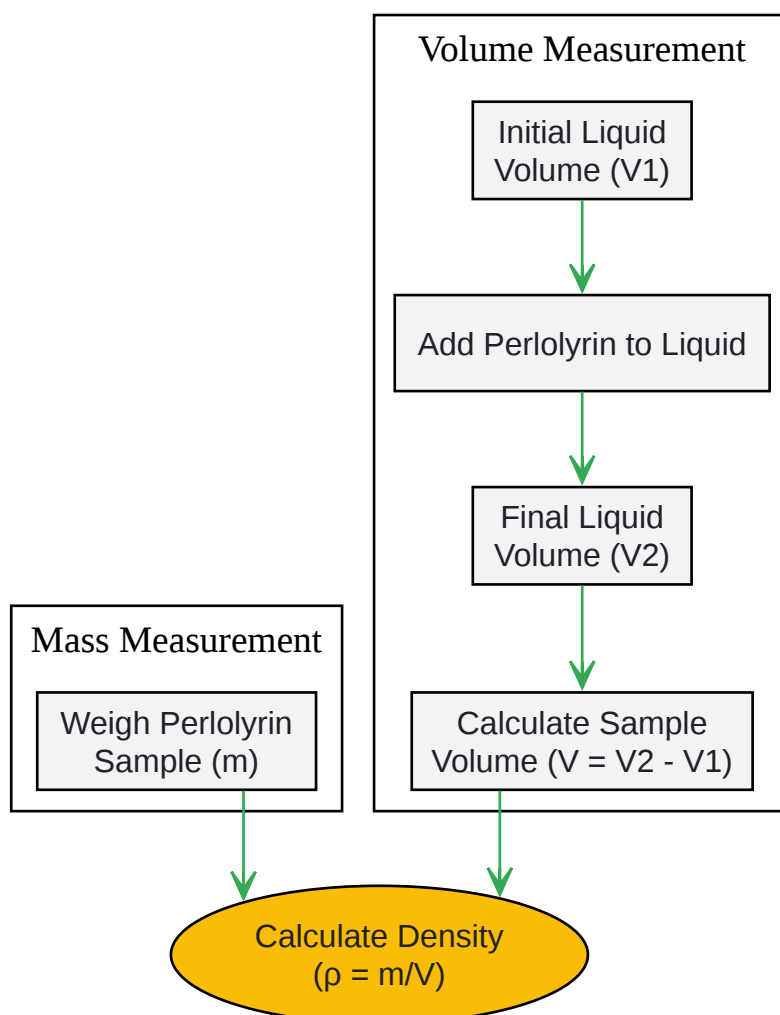 Volume Measurement
Initial Liquid
Volume (V1)
Add Perlolyrin to Liquid
Final Liquid
Volume (V2)
Mass Measurement
Weigh Perlolyrin
Sample (m)
Calculate Sample
Volume (V = V2 - V1)
Calculate Density
(ρ = m/V)